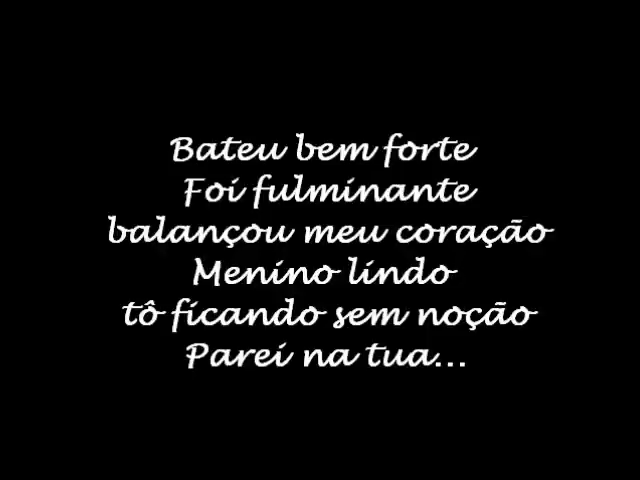 Bateu bem forte
Foi fulminante
balançou meu coração
Menino lindo
tô ficando sem noção
Parei na tua...